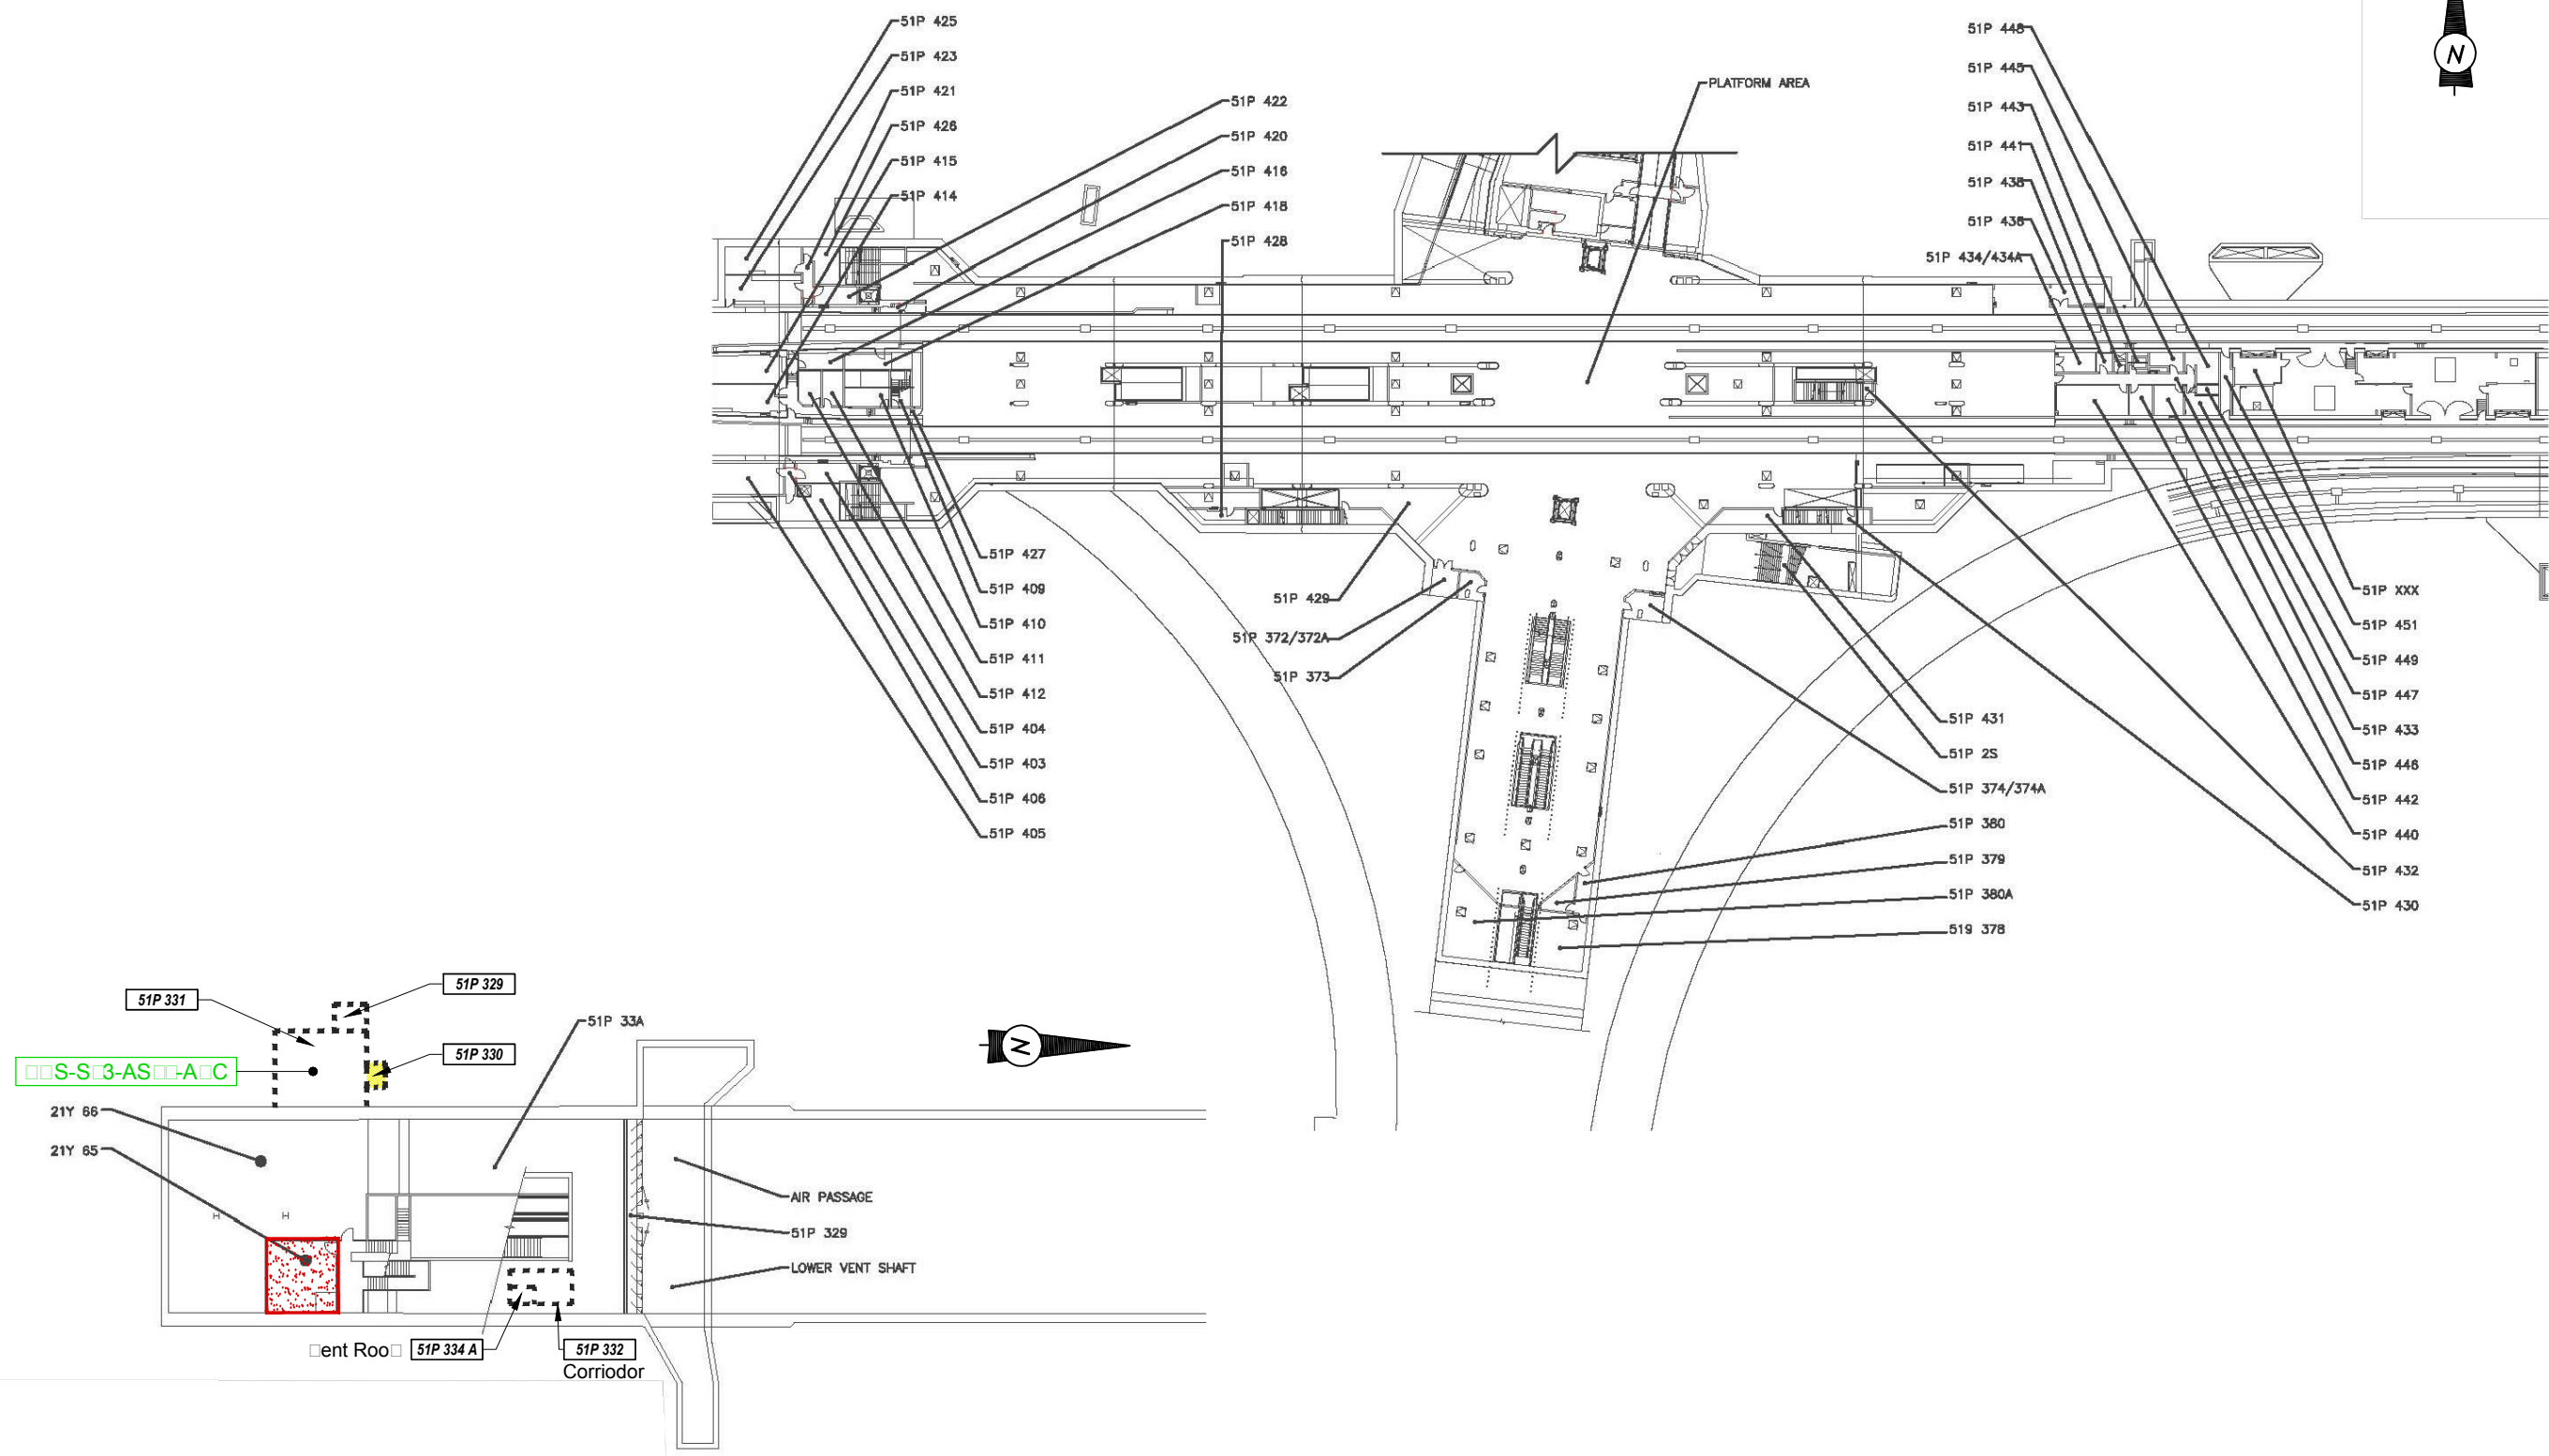 51P 425
51P 423
51P 421
51P 426
51P 415
51P 414
51P 422
51P 420
51P 416
51P 418
51P 428
PLATFORM AREA
51P 448
51P 445
51P 443
51P 441
51P 438
51P 436
51P 434/434A
N
51P 427
51P 409
51P 410
51P 411
51P 412
51P 404
51P 403
51P 406
51P 405
51P 429
51P 372/372A
51P 373
51P 431
51P 2S
51P 374/374A
51P 380
51P 379
51P 380A
519 378
51P XXX
51P 451
51P 449
51P 447
51P 433
51P 446
51P 442
51P 440
51P 432
51P 430
51P 331
51P 329
51P 330
51P 33A
N
21Y 66
21Y 65
AIR PASSAGE
51P 329
LOWER VENT SHAFT
51P 334 A
51P 332
Corriodor